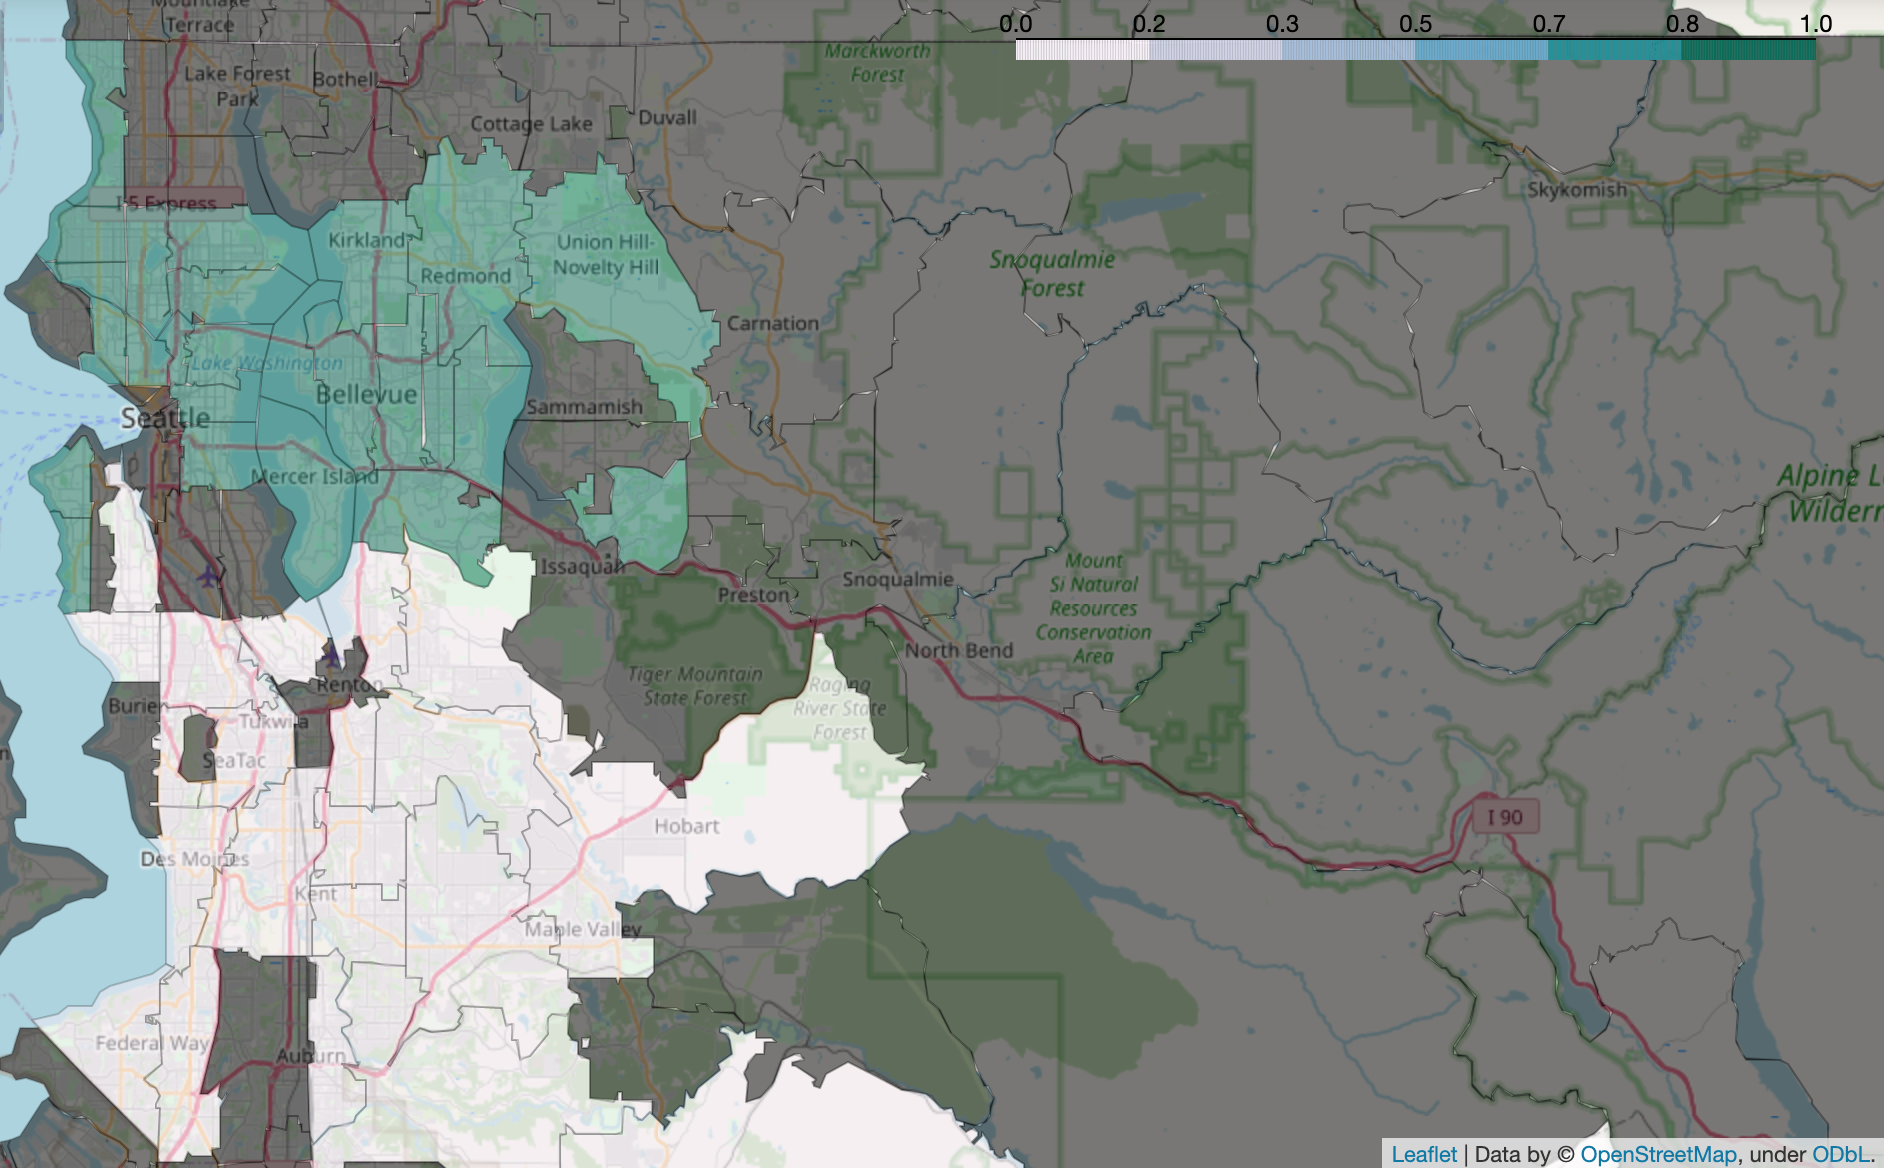 Mountlake
Terrace
0.0 0.2 0.3 0.5 0.7 0.8 1.0
Marckworth
Forest
Lake Forest
Park
Bothell
Cottage Lake
Duvall
I 5 Express
Skykomish
Kirkland
Union Hill-
Novelty Hill
Redmond
Snoqualmie
Forest
Carnation
Lake Washington
Bellevue
Sammamish
Seattle
Mercer Island
Alpine L
Wildern
Issaquah
Preston
Snoqualmie
Mount
Si Natural
Resources
Conservation
Area
North Bend
Tiger Mountain
State Forest
Raging
River State
Forest
Renton
Burien
Tukwila
SeaTac
I 90
Hobart
Des Moines
Kent
Maple Valley
Federal Way
Auburn
Leaflet | Data by © OpenStreetMap, under ODbL.